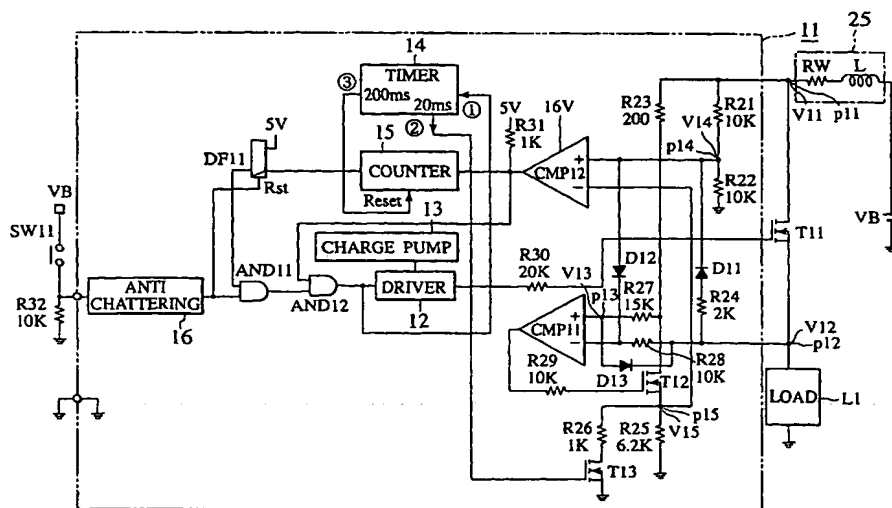 11
25
14
TIMER
200ms
20ms
③
②
①
RW
L
000
V11
p11
R23
200
R21
10K
V14
p14
R22
10K
5V
R31
1K
16V
CMP12
+
−
15
COUNTER
Reset
5V
DF11
Rst
VB
SW11
R32
10K
13
CHARGE PUMP
AND11
AND12
DRIVER
12
ANTI
CHATTERING
16
R30
20K
V13
p13
D12
R27
15K
D11
R24
2K
T11
VB
CMP11
+
−
R29
10K
D13
R28
10K
T12
V12
p12
p15
V15
R26
1K
R25
6.2K
T13
LOAD
L1